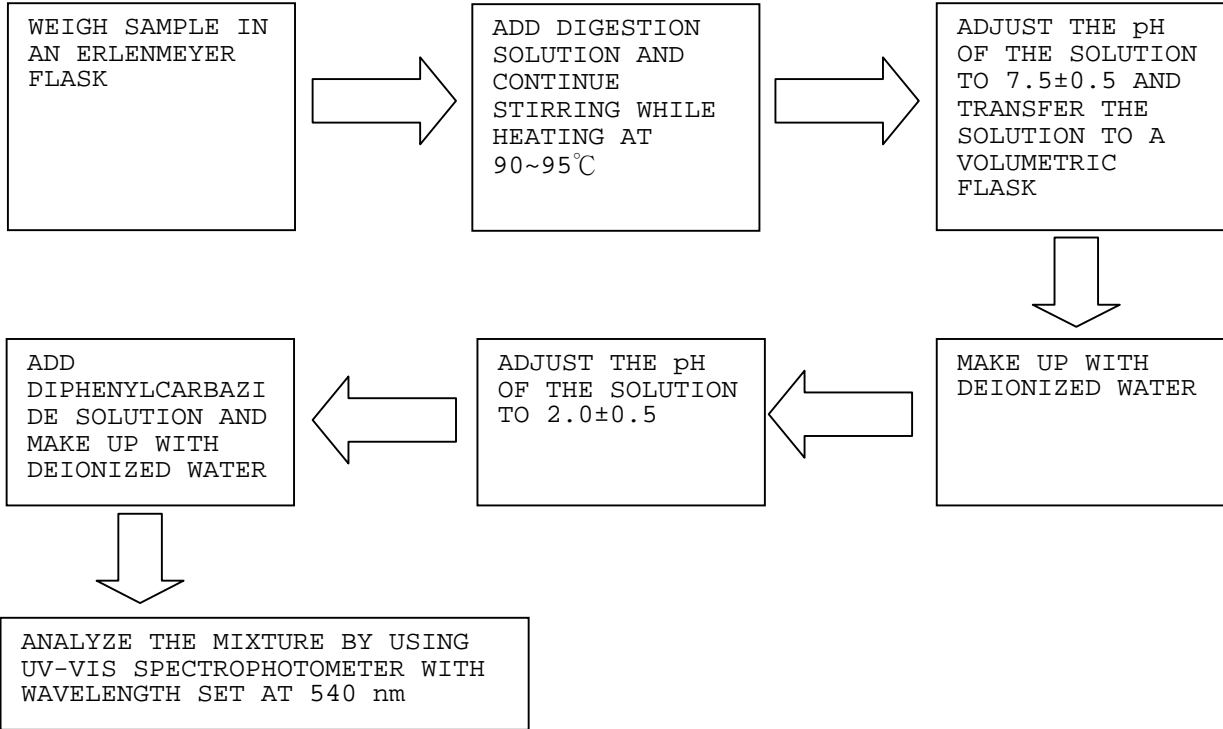 WEIGH SAMPLE IN
AN ERLENMEYER
FLASK
ADD DIGESTION
SOLUTION AND
CONTINUE
STIRRING WHILE
HEATING AT
90~95℃
ADJUST THE pH
OF THE SOLUTION
TO 7.5±0.5 AND
TRANSFER THE
SOLUTION TO A
VOLUMETRIC
FLASK
MAKE UP WITH
DEIONIZED WATER
ADJUST THE pH
OF THE SOLUTION
TO 2.0±0.5
ADD
DIPHENYLCARBAZI
DE SOLUTION AND
MAKE UP WITH
DEIONIZED WATER
ANALYZE THE MIXTURE BY USING
UV-VIS SPECTROPHOTOMETER WITH
WAVELENGTH SET AT 540 nm